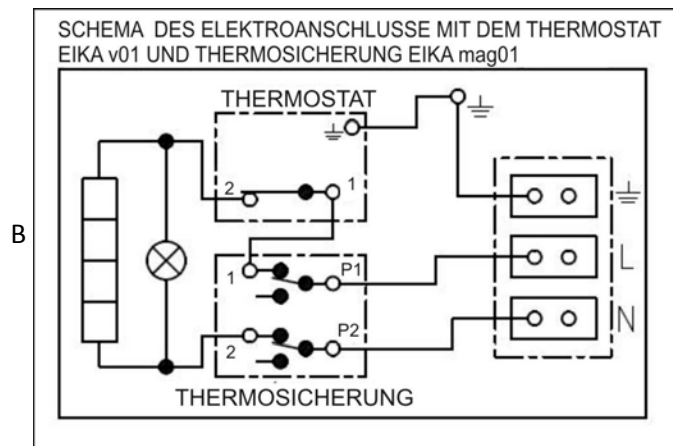 SCHEMA DES ELEKTROANSCHLUSSE MIT DEM THERMOSTAT
EIKA v01 UND THERMOSICHERUNG EIKA mag01
THERMOSTAT
2
1
B
L
1
P1
N
2
P2
THERMOSICHERUNG